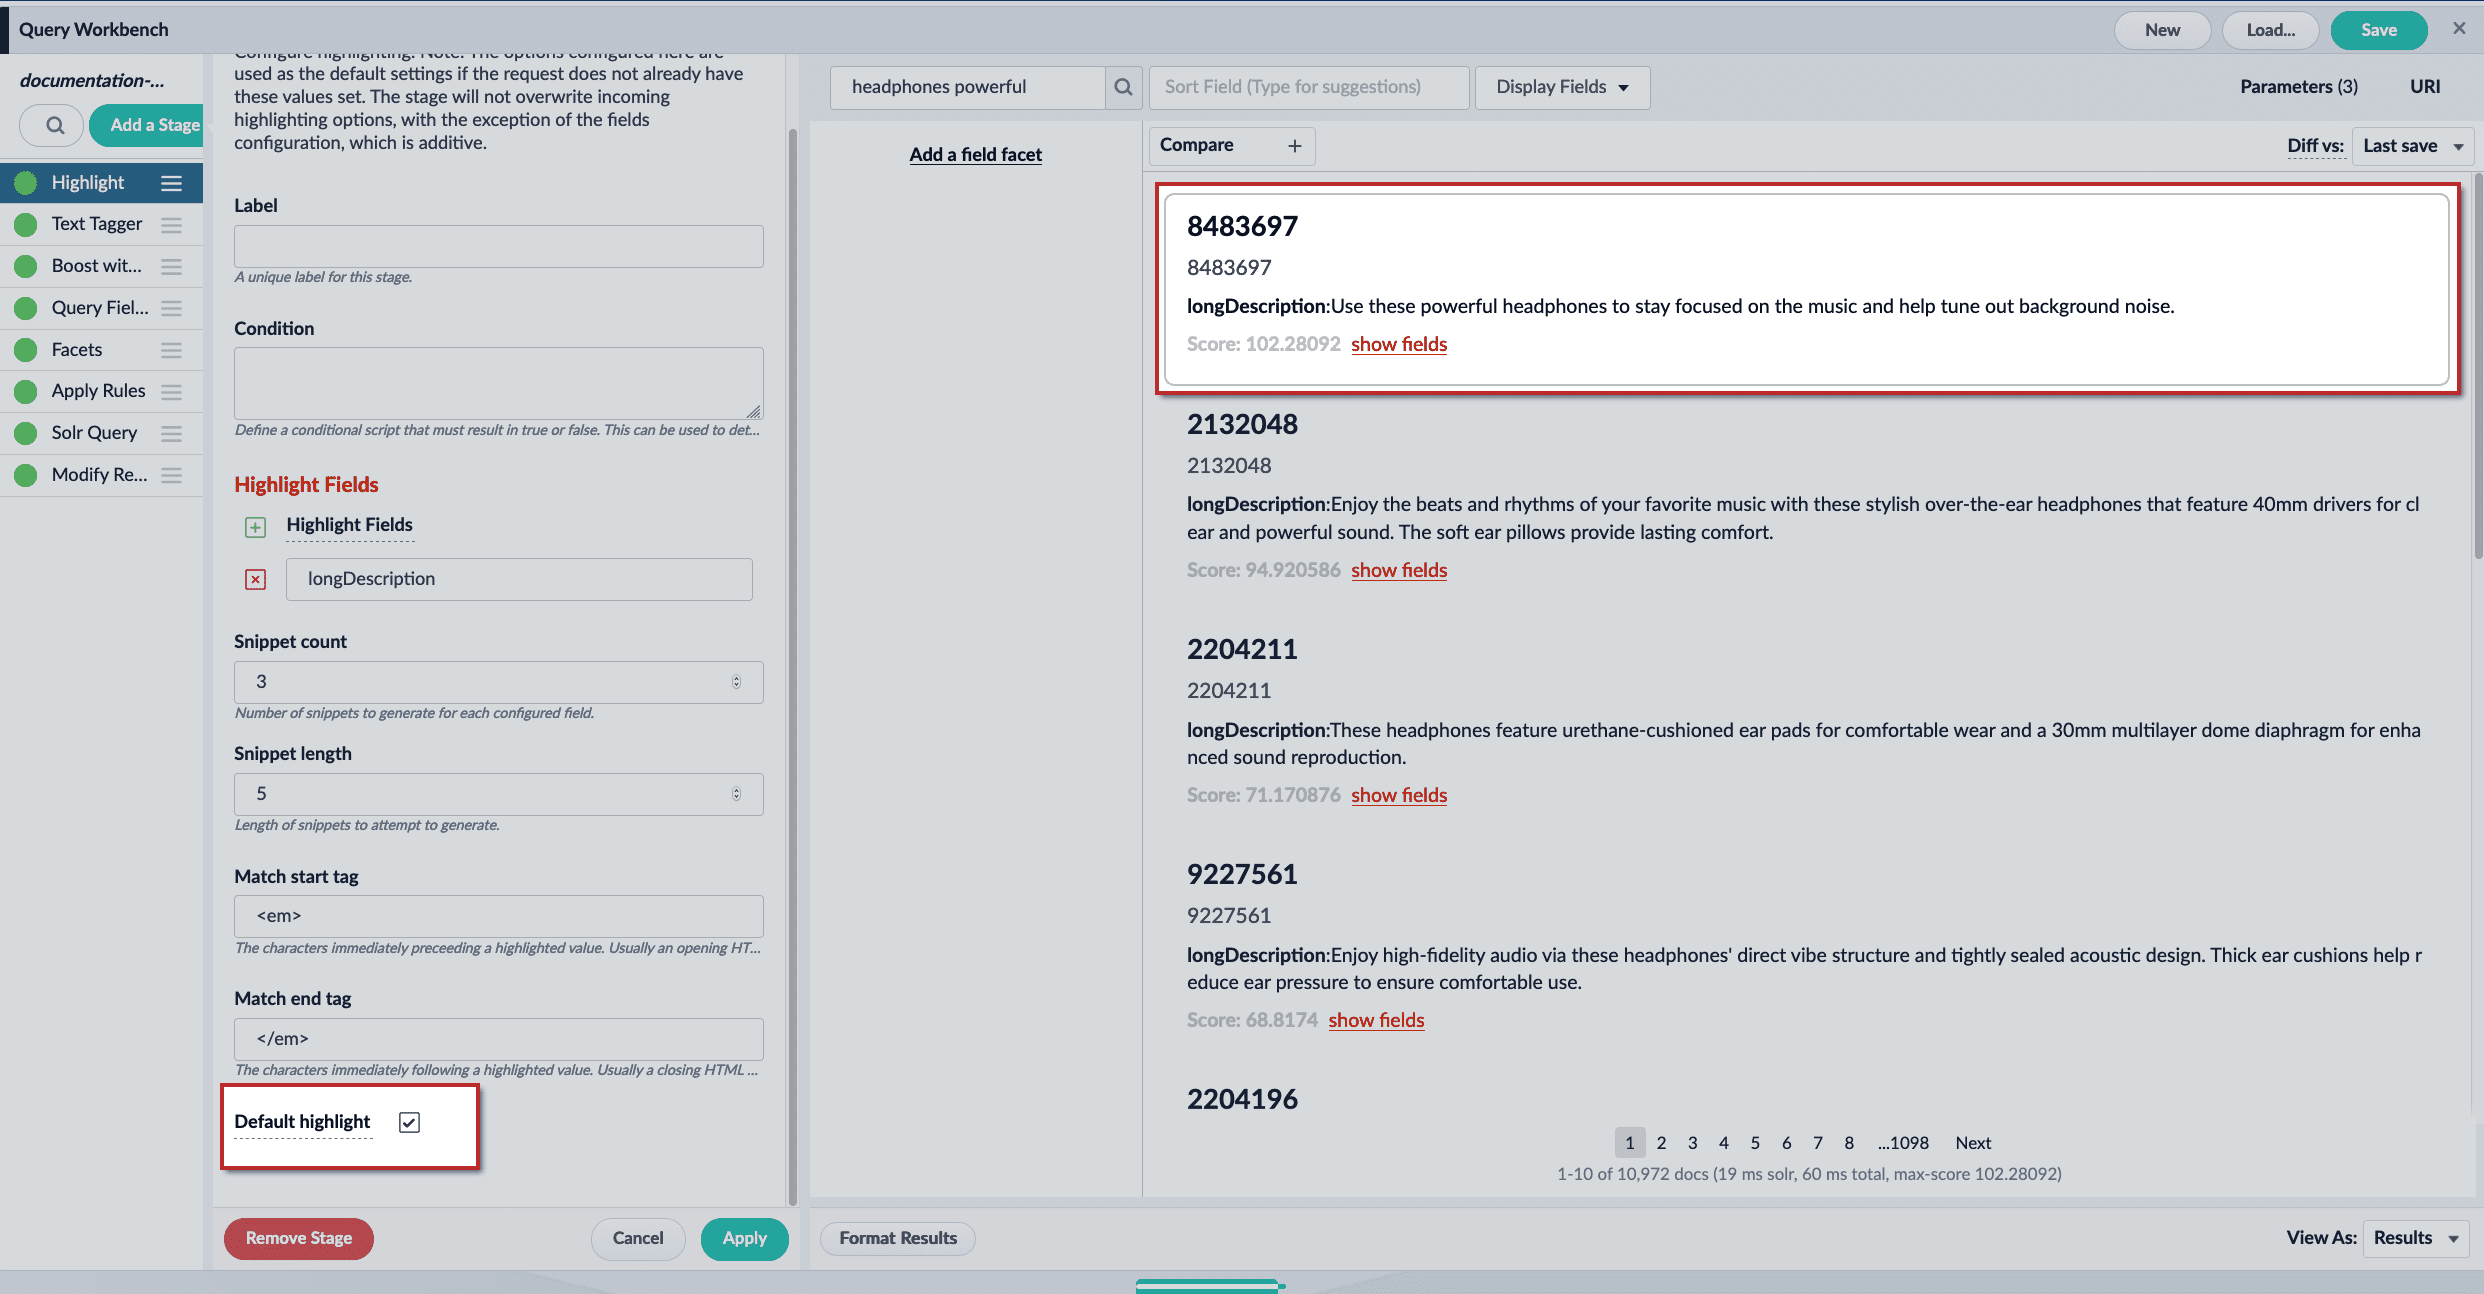 Query Workbench
New
Load...
Save
documentation-...
Add a Stage
Highlight
Text Tagger
Boost wit...
Query Fiel...
Facets
Apply Rules
Solr Query
Modify Re...
Configure highlighting. Note: The options configured here are
used as the default settings if the request does not already have
these values set. The stage will not overwrite incoming
highlighting options, with the exception of the fields
configuration, which is additive.
Label
A unique label for this stage.
Condition
Define a conditional script that must result in true or false. This can be used to det...
Highlight Fields
Highlight Fields
longDescription
Snippet count
3
Number of snippets to generate for each configured field.
Snippet length
5
Length of snippets to attempt to generate.
Match start tag
<em>
The characters immediately preceeding a highlighted value. Usually an opening HT...
Match end tag
</em>
The characters immediately following a highlighted value. Usually a closing HTML ...
Default highlight
Remove Stage
Cancel
Apply
headphones powerful
Sort Field (Type for suggestions)
Display Fields
Parameters (3)
URI
Add a field facet
Compare +
Diff vs:
Last save
8483697
8483697
longDescription:Use these powerful headphones to stay focused on the music and help tune out background noise.
Score: 102.28092 show fields
2132048
2132048
longDescription:Enjoy the beats and rhythms of your favorite music with these stylish over-the-ear headphones that feature 40mm drivers for cl
ear and powerful sound. The soft ear pillows provide lasting comfort.
Score: 94.920586 show fields
2204211
2204211
longDescription:These headphones feature urethane-cushioned ear pads for comfortable wear and a 30mm multilayer dome diaphragm for enha
nced sound reproduction.
Score: 71.170876 show fields
9227561
9227561
longDescription:Enjoy high-fidelity audio via these headphones' direct vibe structure and tightly sealed acoustic design. Thick ear cushions help r
educe ear pressure to ensure comfortable use.
Score: 68.8174 show fields
2204196
1 2 3 4 5 6 7 8 ...1098 Next
1-10 of 10,972 docs (19 ms solr, 60 ms total, max-score 102.28092)
Format Results
View As:
Results